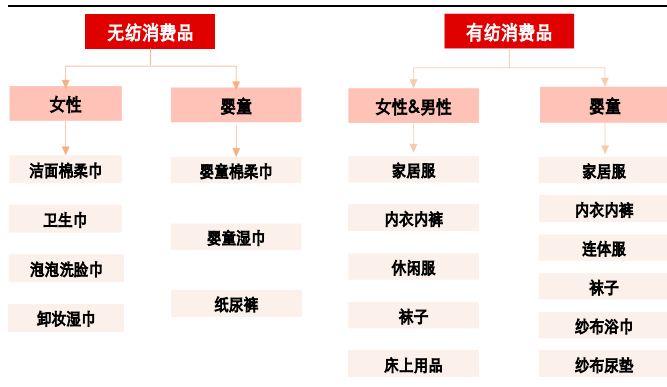 无纺消费品
女性
洁面棉柔巾
卫生巾
泡泡洗脸巾
卸妆湿巾
婴童
婴童棉柔巾
婴童湿巾
纸尿裤
有纺消费品
女性&男性
家居服
内衣内裤
休闲服
袜子
床上用品
婴童
家居服
内衣内裤
连体服
袜子
纱布浴巾
纱布尿垫